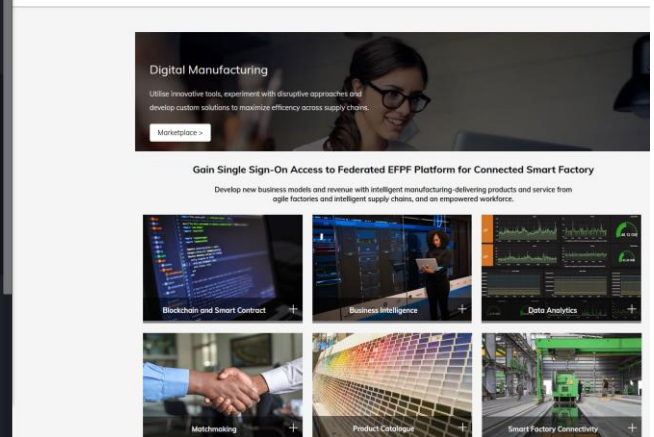 Digital Manufacturing
Utilise innovative tools, experiment with disruptive approaches and
develop custom solutions to maximize efficency across supply chains.
Marketplace >
Gain Single Sign-On Access to Federated EFPF Platform for Connected Smart Factory
Develop new business models and revenue with intelligent manufacturing-delivering products and service from
agile factories and intelligent supply chains, and an empowered workforce.
Blockchain and Smart Contract +
Business Intelligence +
Data Analytics +
Matchmaking +
Product Catalogue +
Smart Factory Connectivity +